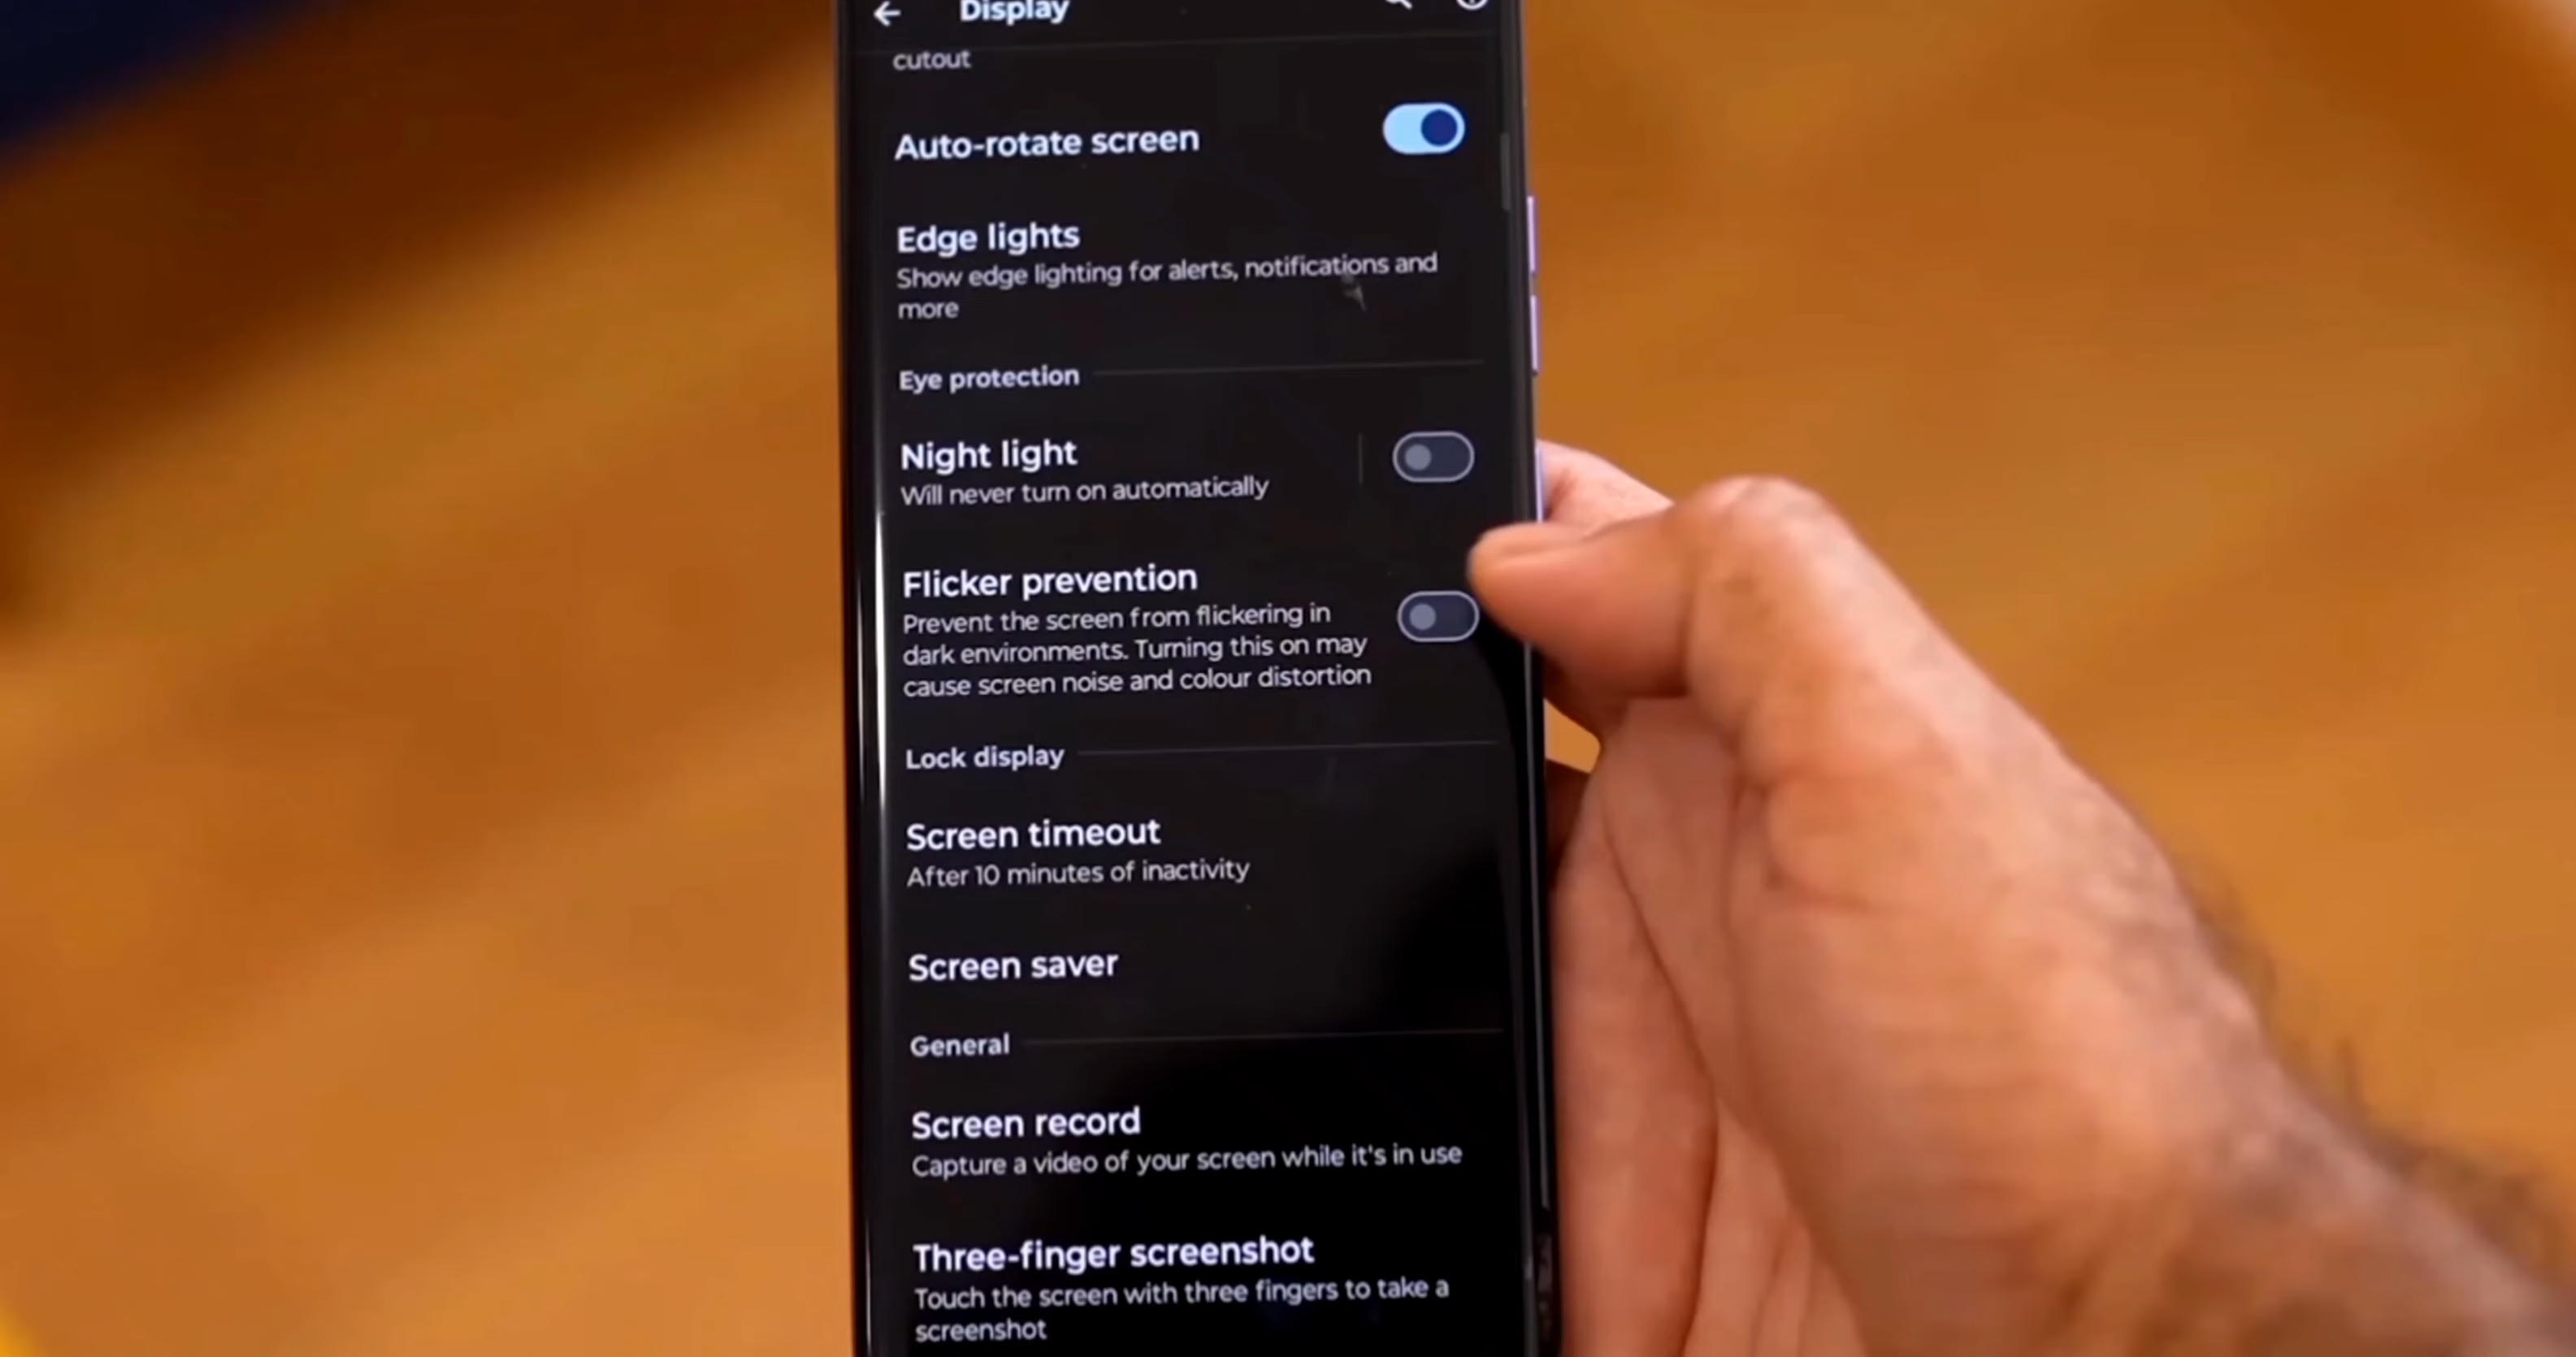 Display
cutout
Auto-rotate screen
Edge lights
Show edge lighting for alerts, notifications and
more
Eye protection
Night light
Will never turn on automatically
Flicker prevention
Prevent the screen from flickering in
dark environments. Turning this on may
cause screen noise and colour distortion
Lock display
Screen timeout
After 10 minutes of inactivity
Screen saver
General
Screen record
Capture a video of your screen while it's in use
Three-finger screenshot
Touch the screen with three fingers to take a
screenshot